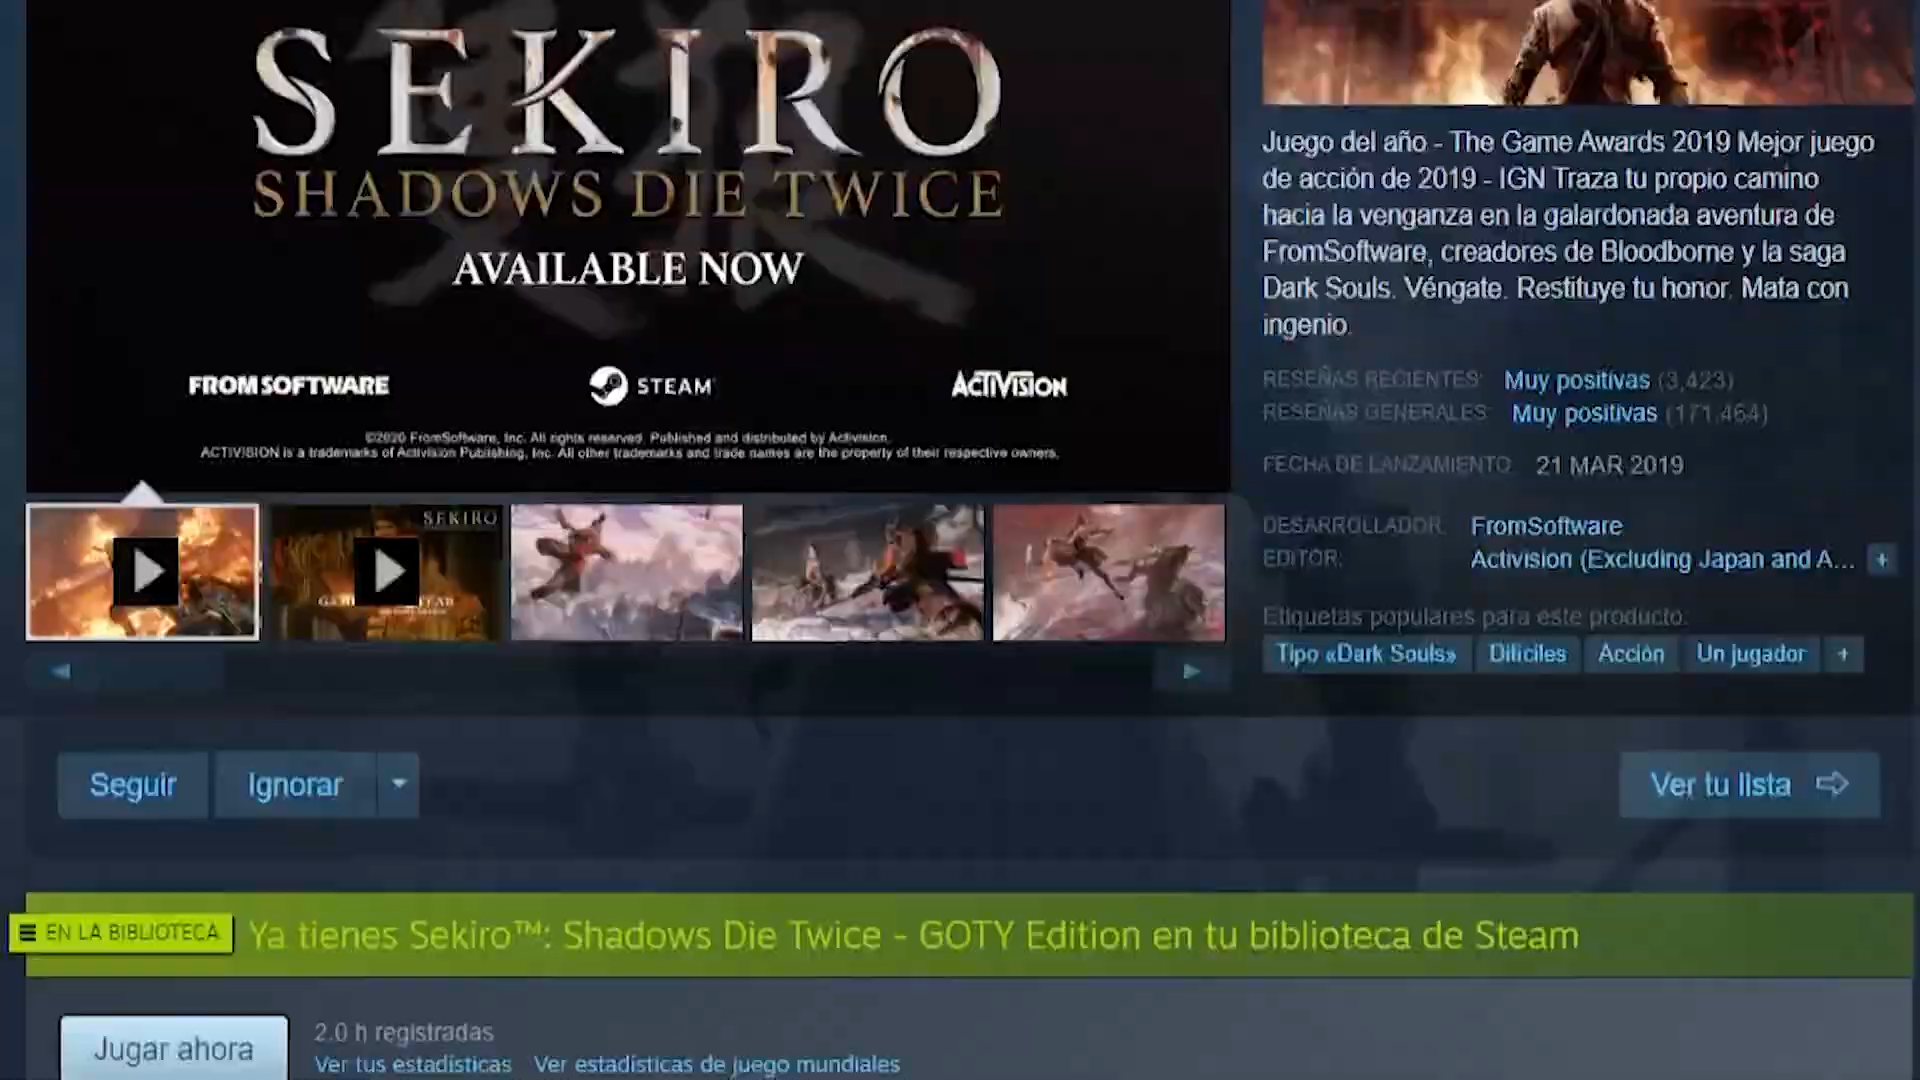 SEKIRO
SHADOWS DIE TWICE
AVAILABLE NOW
FROMSOFTWARE
STEAM
ACTIVISION
©2020 FromSoftware, Inc. All rights reserved. Published and distributed by Activision.
ACTIVISION is a trademarks of Activision Publishing, Inc. All other trademarks and trade names are the property of their respective owners.
SEKIRO
Juego del año - The Game Awards 2019 Mejor juego
de acción de 2019 - IGN Traza tu propio camino
hacia la venganza en la galardonada aventura de
FromSoftware, creadores de Bloodborne y la saga
Dark Souls. Véngate. Restituye tu honor. Mata con
ingenio.
RESEÑAS RECIENTES: Muy positivas (3,423)
RESEÑAS GENERALES: Muy positivas (171,464)
FECHA DE LANZAMIENTO: 21 MAR 2019
DESARROLLADOR: FromSoftware
EDITOR: Activision (Excluding Japan and A... +
Etiquetas populares para este producto:
Tipo «Dark Souls» Difíciles Acción Un jugador +
Seguir Ignorar Ver tu lista
EN LA BIBLIOTECA Ya tienes Sekiro™: Shadows Die Twice - GOTY Edition en tu biblioteca de Steam
Jugar ahora
2.0 h registradas
Ver tus estadísticas Ver estadísticas de juego mundiales